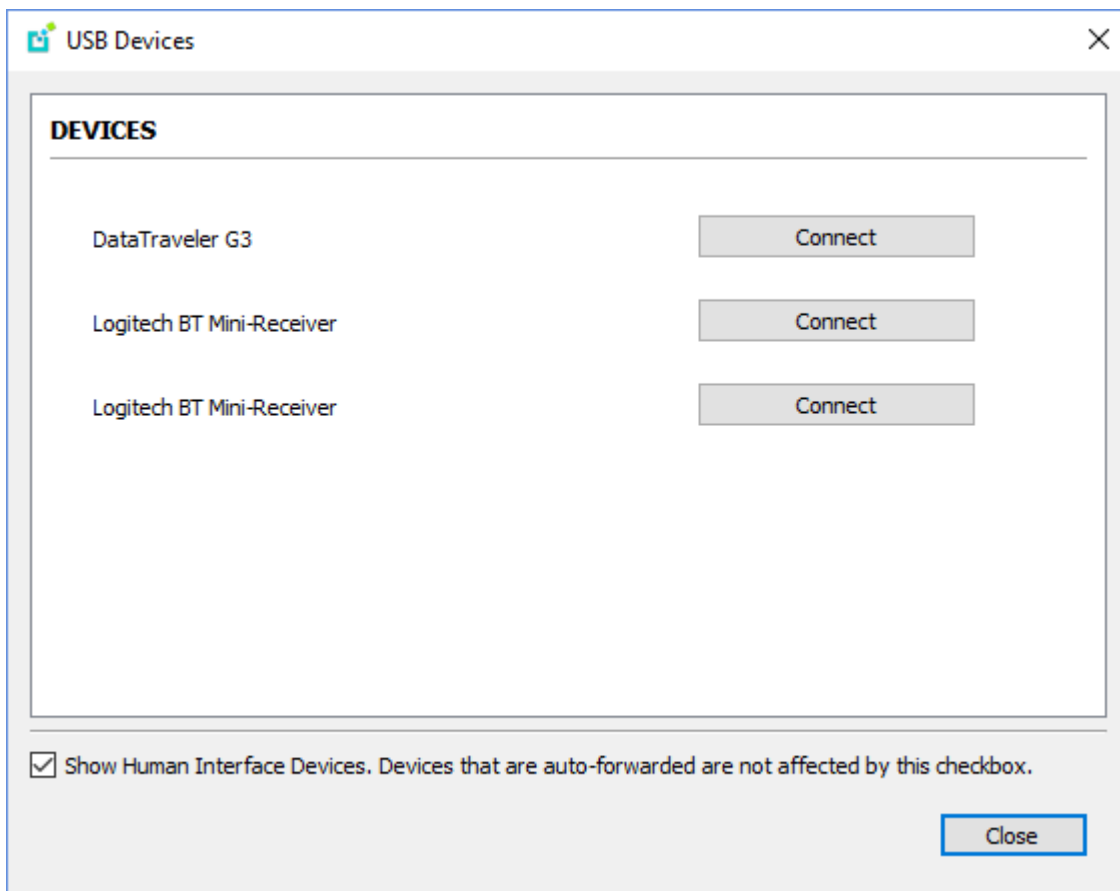 USB Devices
DEVICES
DataTraveler G3 Connect
Logitech BT Mini-Receiver Connect
Logitech BT Mini-Receiver Connect
Show Human Interface Devices. Devices that are auto-forwarded are not affected by this checkbox.
Close